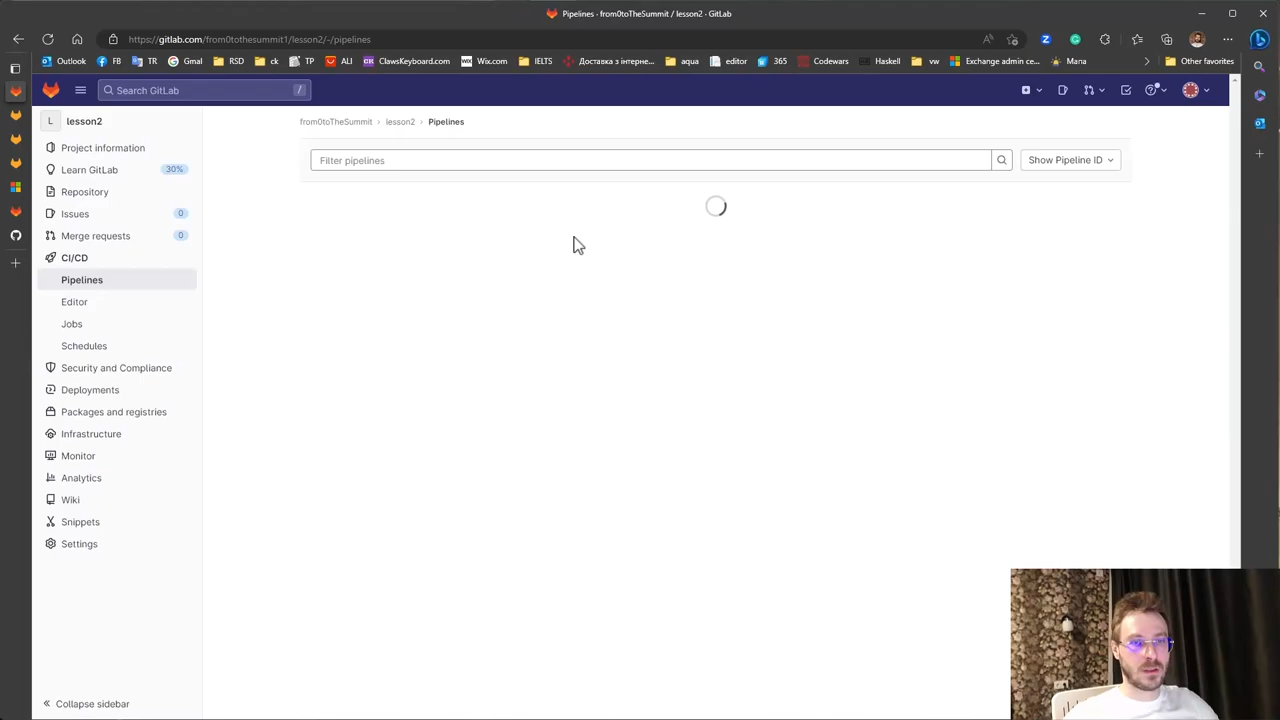 Pipelines · from0toTheSummit / lesson2 · GitLab
https://gitlab.com/from0tothesummit1/lesson2/-/pipelines
Outlook FB TR Gmal RSD ck TP ALI ClawsKeyboard.com Wix.com IELTS Доставка з інтерне... aqua editor 365 Codewars Haskell vw Exchange admin ce... Mana Other favorites
Search GitLab /
L lesson2
from0toTheSummit › lesson2 › Pipelines
Project information
Filter pipelines
Show Pipeline ID
Learn GitLab 30%
Repository
Issues 0
Merge requests 0
CI/CD
Pipelines
Editor
Jobs
Schedules
Security and Compliance
Deployments
Packages and registries
Infrastructure
Monitor
Analytics
Wiki
Snippets
Settings
Collapse sidebar